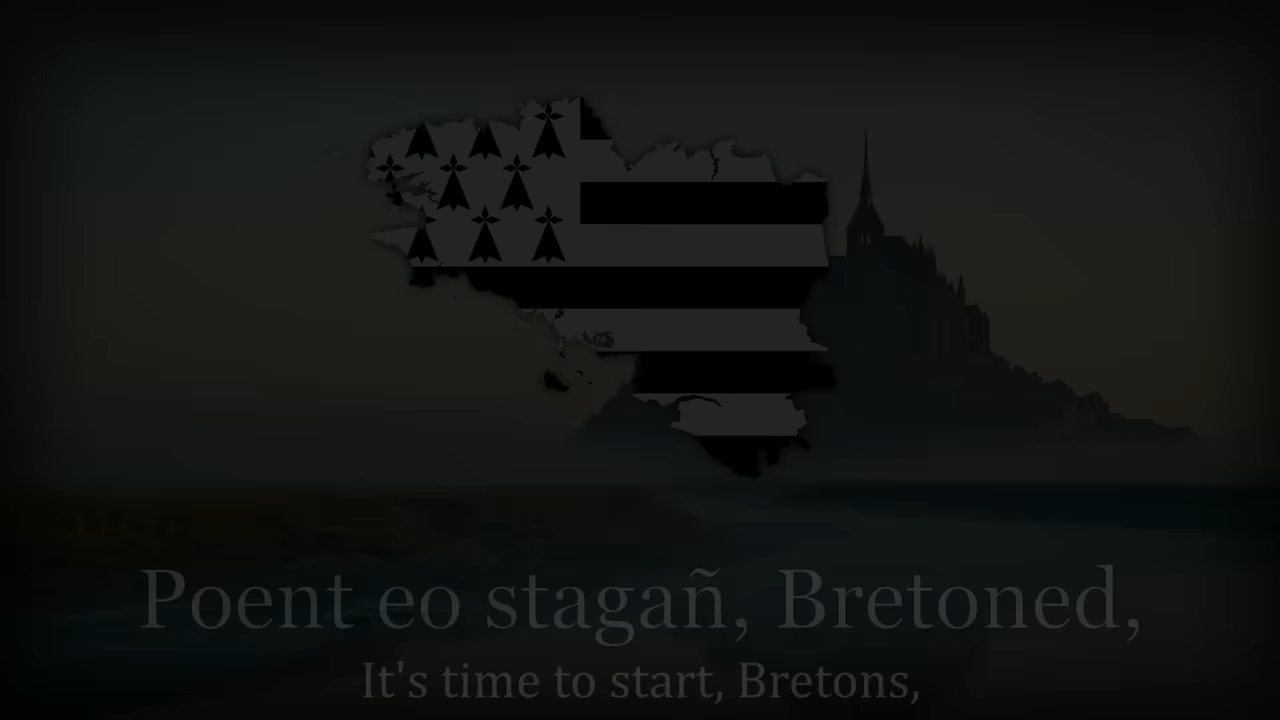 Poent eo stagañ, Bretoned,
It's time to start, Bretons,